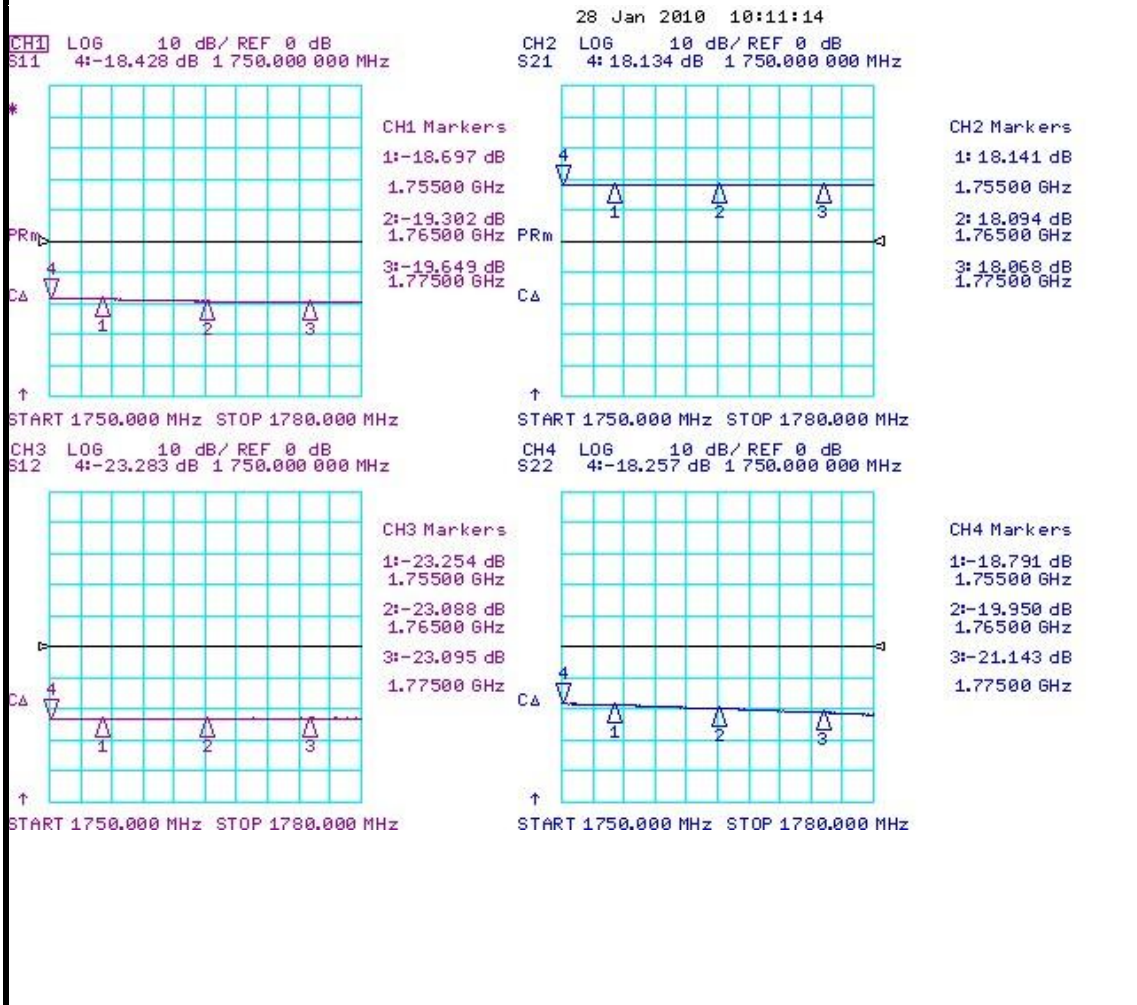 28 Jan 2010 10:11:14
CH1 LOG 10 dB/ REF 0 dB
S11 4:-18.428 dB 1 750.000 000 MHz
*
CH1 Markers
1:-18.697 dB
1.75500 GHz
2:-19.302 dB
1.76500 GHz
3:-19.649 dB
1.77500 GHz
PRm
CΔ
4
1
2
3
↑
START 1750.000 MHz STOP 1780.000 MHz
CH2 LOG 10 dB/ REF 0 dB
S21 4: 18.134 dB 1 750.000 000 MHz
CH2 Markers
1: 18.141 dB
1.75500 GHz
2: 18.094 dB
1.76500 GHz
3: 18.068 dB
1.77500 GHz
4
1
2
3
PRm
CΔ
↑
START 1750.000 MHz STOP 1780.000 MHz
CH3 LOG 10 dB/ REF 0 dB
S12 4:-23.283 dB 1 750.000 000 MHz
CH3 Markers
1:-23.254 dB
1.75500 GHz
2:-23.088 dB
1.76500 GHz
3:-23.095 dB
1.77500 GHz
CΔ
4
1
2
3
↑
START 1750.000 MHz STOP 1780.000 MHz
CH4 LOG 10 dB/ REF 0 dB
S22 4:-18.257 dB 1 750.000 000 MHz
CH4 Markers
1:-18.791 dB
1.75500 GHz
2:-19.950 dB
1.76500 GHz
3:-21.143 dB
1.77500 GHz
CΔ
4
1
2
3
↑
START 1750.000 MHz STOP 1780.000 MHz